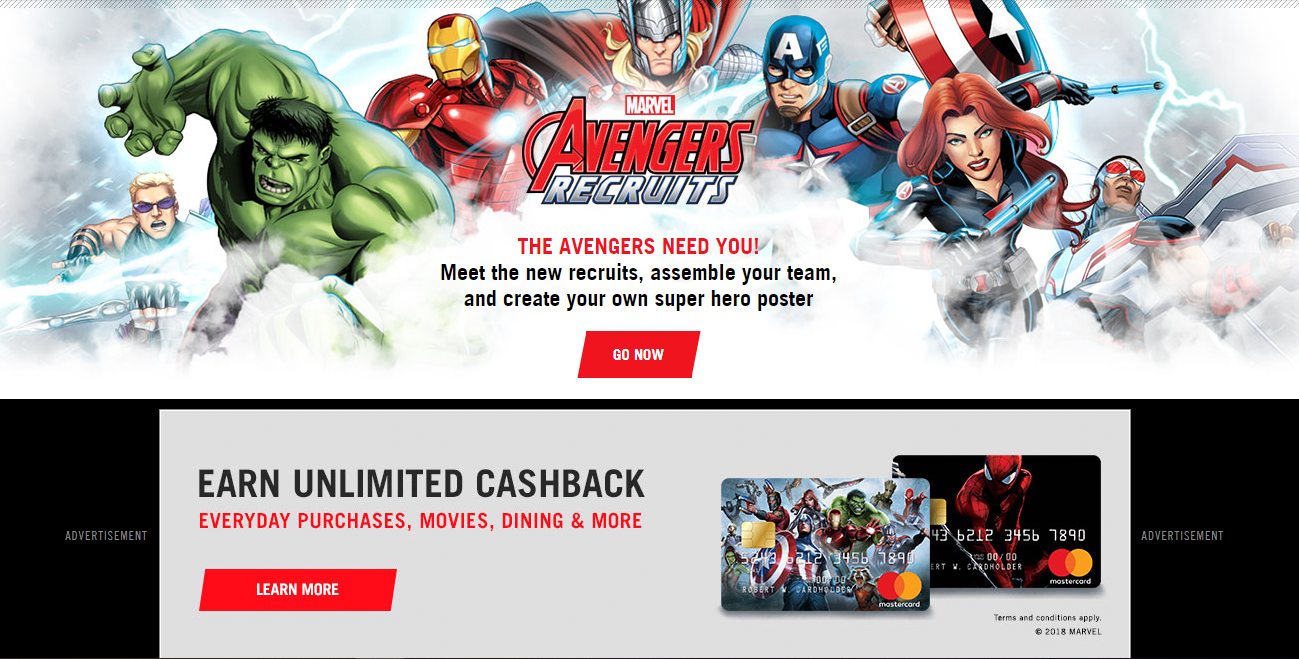 MARVEL
AVENGERS
RECRUITS
THE AVENGERS NEED YOU!
Meet the new recruits, assemble your team,
and create your own super hero poster
GO NOW
EARN UNLIMITED CASHBACK
EVERYDAY PURCHASES, MOVIES, DINING & MORE
LEARN MORE
ADVERTISEMENT
ADVERTISEMENT
5243 6212 3456 7890
00/00
ROBERT W. CARDHOLDER
mastercard
43 6212 3456 7890
00/00
ERT W. CARDHOLDER
mastercard
Terms and conditions apply.
© 2018 MARVEL